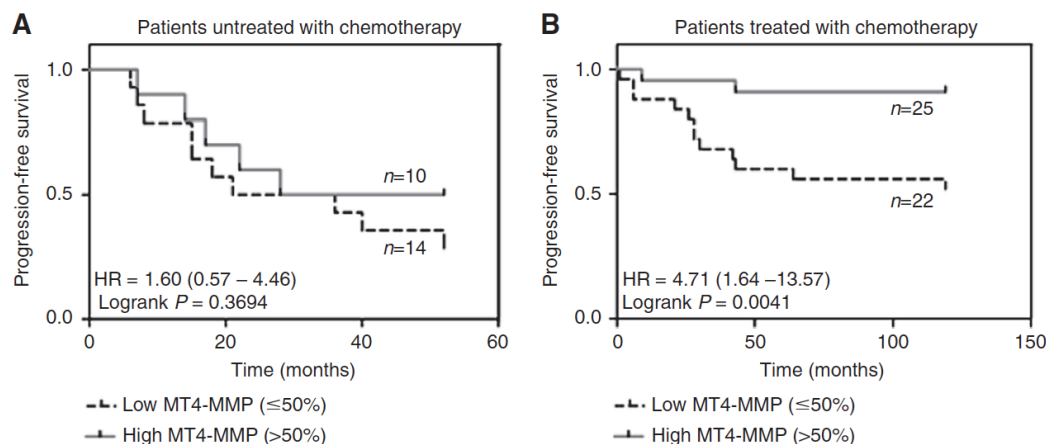 A
Patients untreated with chemotherapy
Progression-free survival
1.0
0.5
0.0
n=10
n=14
HR = 1.60 (0.57 – 4.46)
Logrank P = 0.3694
0
20
40
60
Time (months)
Low MT4-MMP (≤50%)
High MT4-MMP (>50%)
B
Patients treated with chemotherapy
Progression-free survival
1.0
0.5
0.0
n=25
n=22
HR = 4.71 (1.64 –13.57)
Logrank P = 0.0041
0
50
100
150
Time (months)
Low MT4-MMP (≤50%)
High MT4-MMP (>50%)